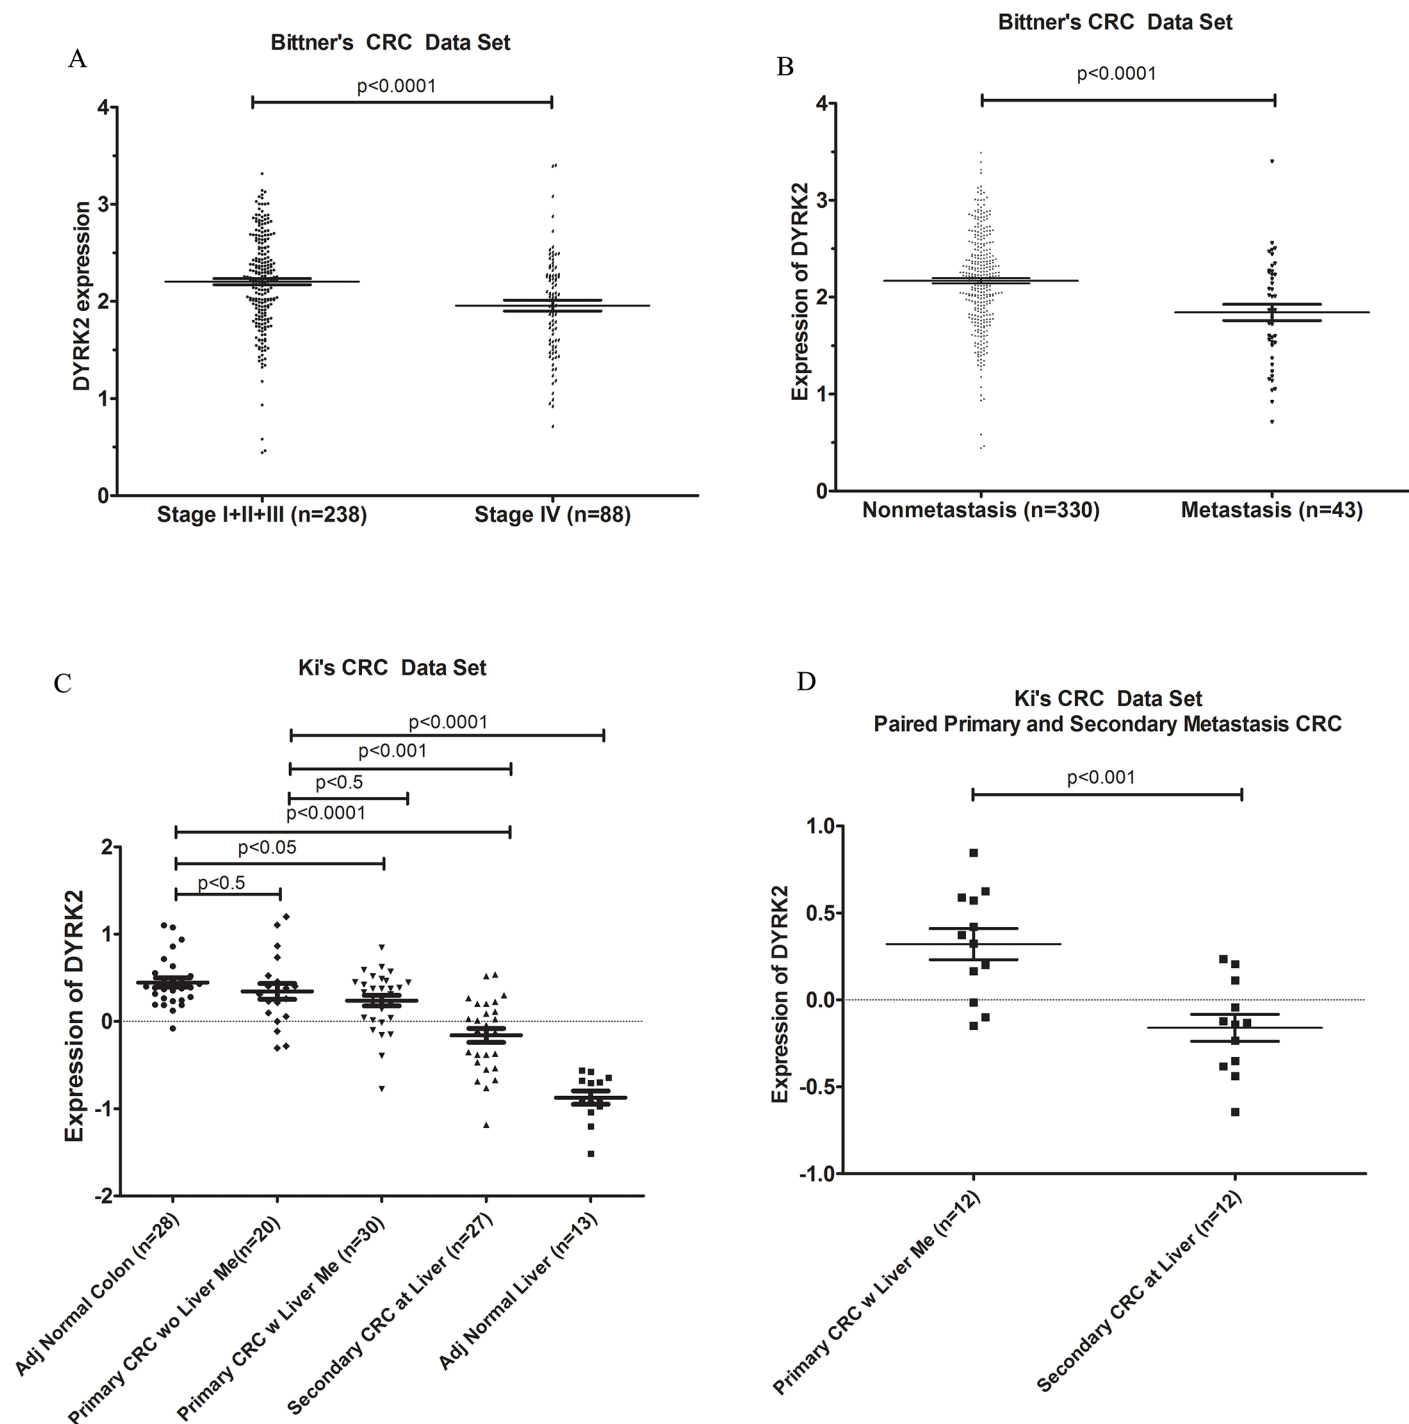 A
Bittner's CRC Data Set
p<0.0001
DYRK2 expression
4
3
2
1
0
Stage I+II+III (n=238)
Stage IV (n=88)
B
Bittner's CRC Data Set
p<0.0001
Expression of DYRK2
4
3
2
1
0
Nonmetastasis (n=330)
Metastasis (n=43)
C
Ki's CRC Data Set
p<0.0001
p<0.001
p<0.5
p<0.0001
p<0.05
p<0.5
Expression of DYRK2
2
1
0
-1
-2
Adj Normal Colon (n=28)
Primary CRC wo Liver Me(n=20)
Primary CRC w Liver Me (n=30)
Secondary CRC at Liver (n=27)
Adj Normal Liver (n=13)
D
Ki's CRC Data Set
Paired Primary and Secondary Metastasis CRC
p<0.001
Expression of DYRK2
1.0
0.5
0.0
-0.5
-1.0
Primary CRC w Liver Me (n=12)
Secondary CRC at Liver (n=12)